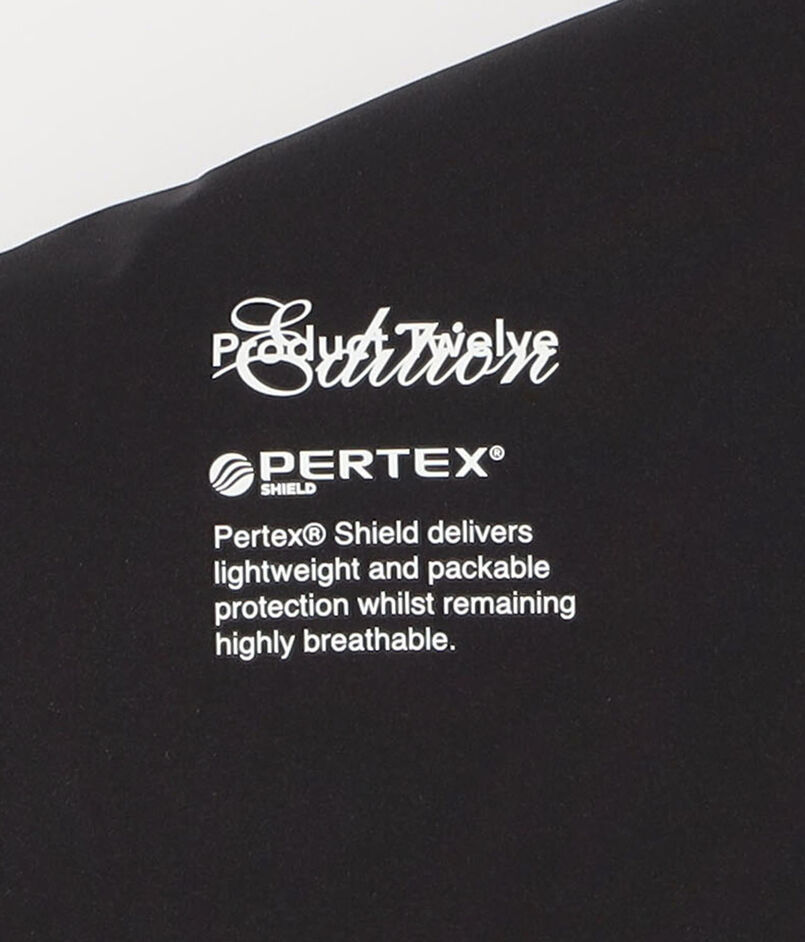 Product Twelve
Edition
PERTEX®
SHIELD
Pertex® Shield delivers
lightweight and packable
protection whilst remaining
highly breathable.